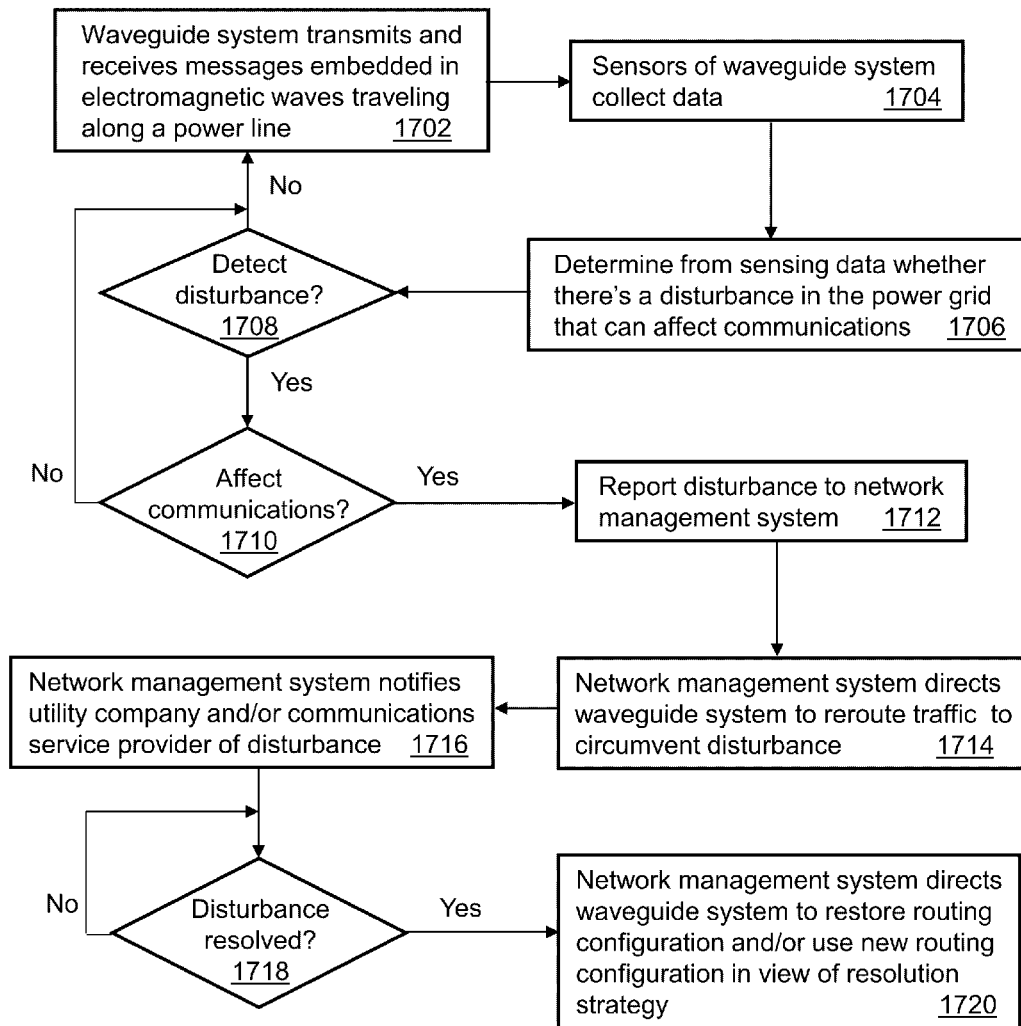 Waveguide system transmits and
receives messages embedded in
electromagnetic waves traveling
along a power line 1702
Sensors of waveguide system
collect data 1704
Determine from sensing data whether
there's a disturbance in the power grid
that can affect communications 1706
No
Detect
disturbance?
1708
Yes
No
Affect
communications?
1710
Yes
Report disturbance to network
management system 1712
Network management system directs
waveguide system to reroute traffic to
circumvent disturbance 1714
Network management system notifies
utility company and/or communications
service provider of disturbance 1716
No
Disturbance
resolved?
1718
Yes
Network management system directs
waveguide system to restore routing
configuration and/or use new routing
configuration in view of resolution
strategy 1720